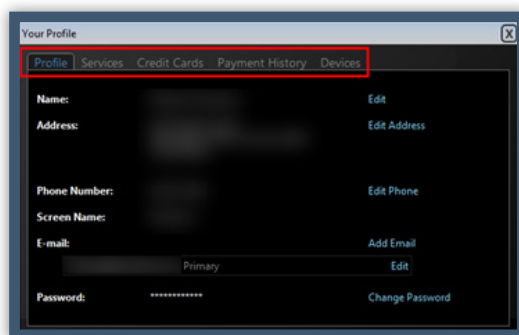 Your Profile X
Profile Services Credit Cards Payment History Devices
Name: Edit
Address: Edit Address
Phone Number: Edit Phone
Screen Name:
E-mail: Add Email
Primary Edit
Password: ************ Change Password